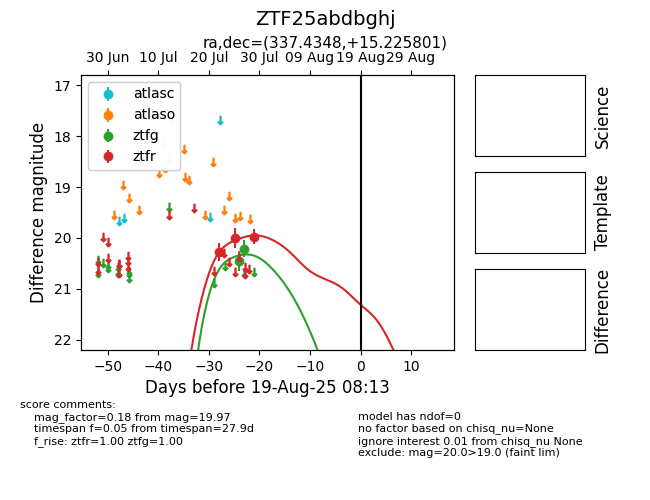 ZTF25abdbghj
ra,dec=(337.4348,+15.225801)
30 Jun 10 Jul 20 Jul 30 Jul 09 Aug 19 Aug 29 Aug
17
18
19
20
21
22
Difference magnitude
atlasc
atlaso
ztfg
ztfr
−50 −40 −30 −20 −10 0 10
Days before 19-Aug-25 08:13
Science
Template
Difference
score comments:
mag_factor=0.18 from mag=19.97
timespan f=0.05 from timespan=27.9d
f_rise: ztfr=1.00 ztfg=1.00
model has ndof=0
no factor based on chisq_nu=None
ignore interest 0.01 from chisq_nu None
exclude: mag=20.0>19.0 (faint lim)